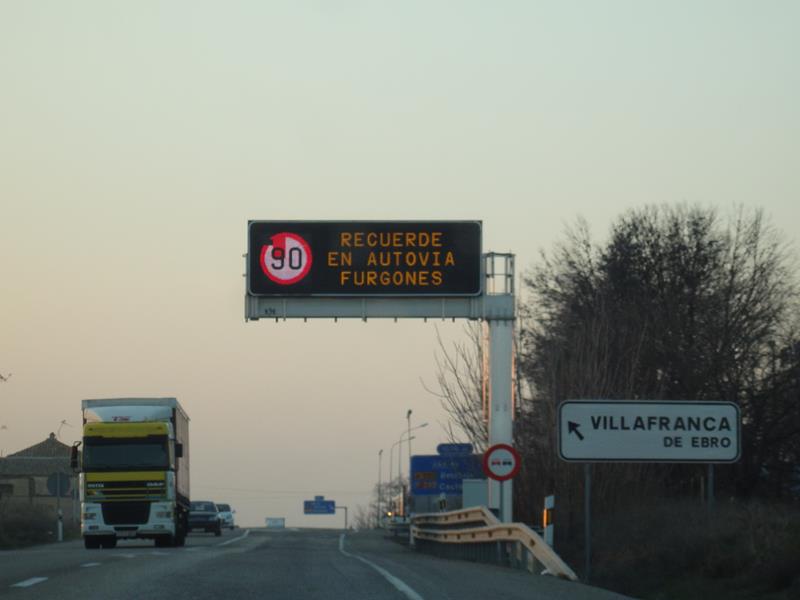 90
RECUERDE
EN AUTOVIA
FURGONES
VILLAFRANCA
DE EBRO